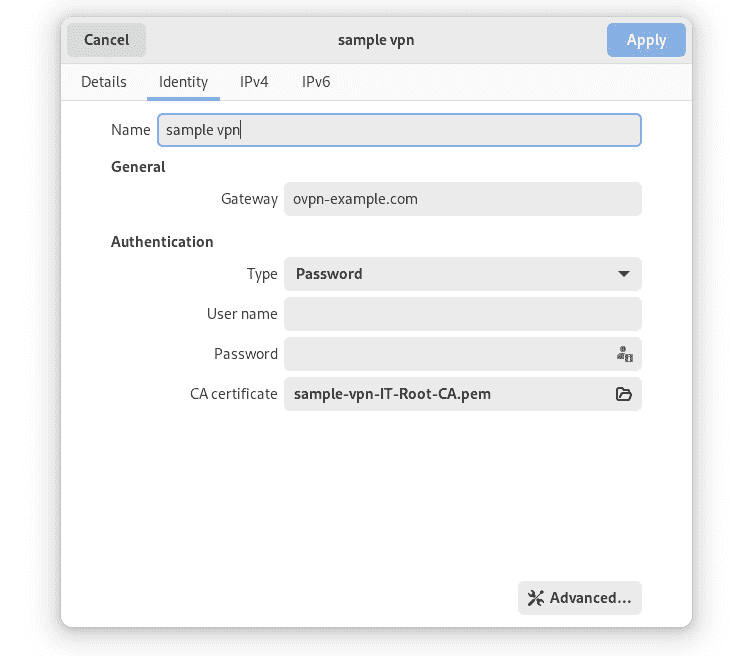 Cancel sample vpn Apply
Details Identity IPv4 IPv6
Name sample vpn
General
Gateway ovpn-example.com
Authentication
Type Password
User name
Password
CA certificate sample-vpn-IT-Root-CA.pem
Advanced...